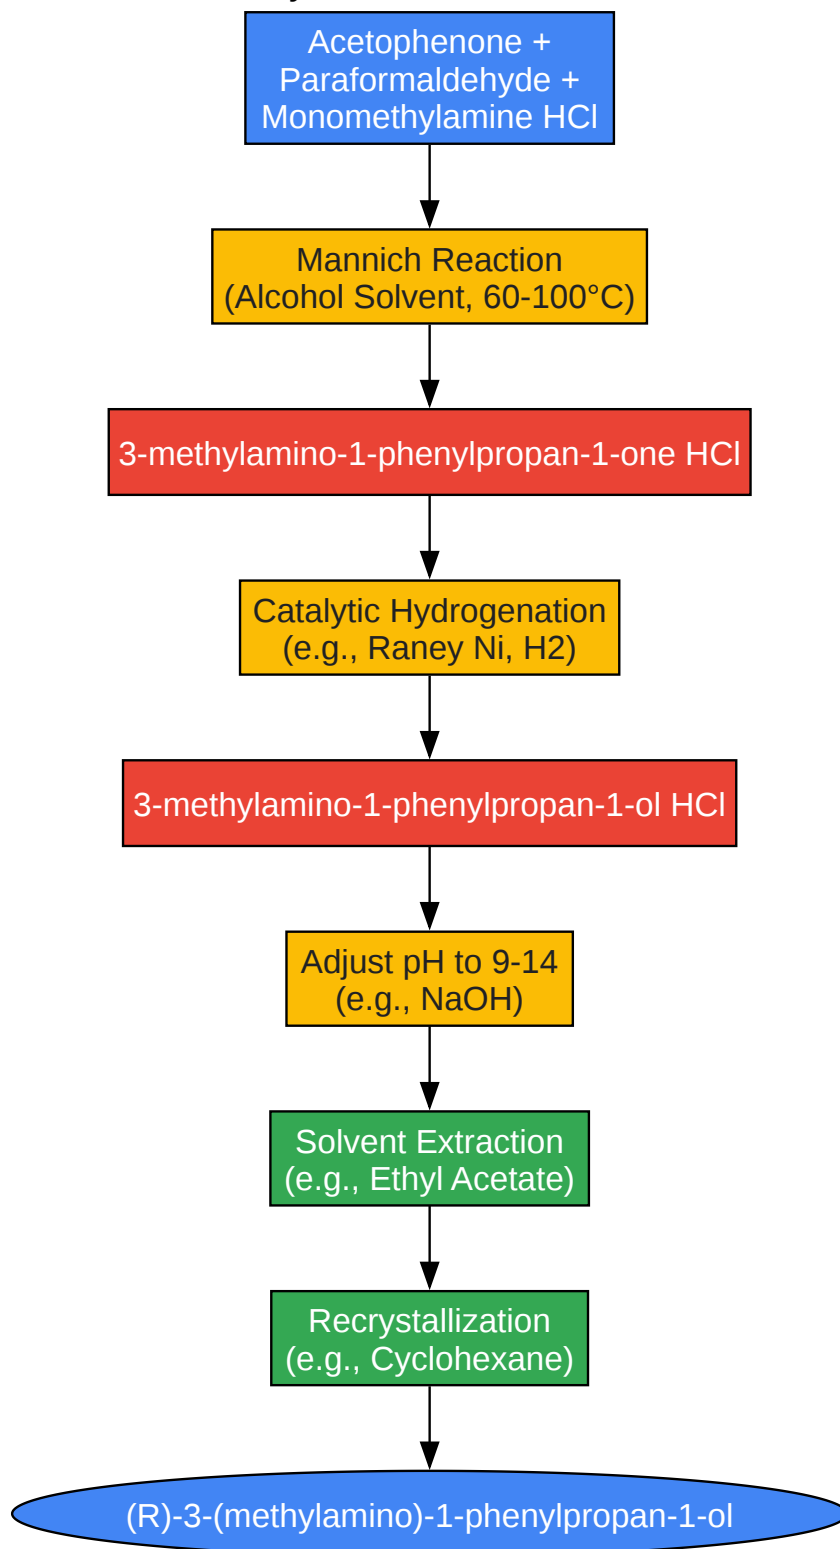 Acetophenone +
Paraformaldehyde +
Monomethylamine HCl
Mannich Reaction
(Alcohol Solvent, 60-100°C)
3-methylamino-1-phenylpropan-1-one HCl
Catalytic Hydrogenation
(e.g., Raney Ni, H2)
3-methylamino-1-phenylpropan-1-ol HCl
Adjust pH to 9-14
(e.g., NaOH)
Solvent Extraction
(e.g., Ethyl Acetate)
Recrystallization
(e.g., Cyclohexane)
(R)-3-(methylamino)-1-phenylpropan-1-ol